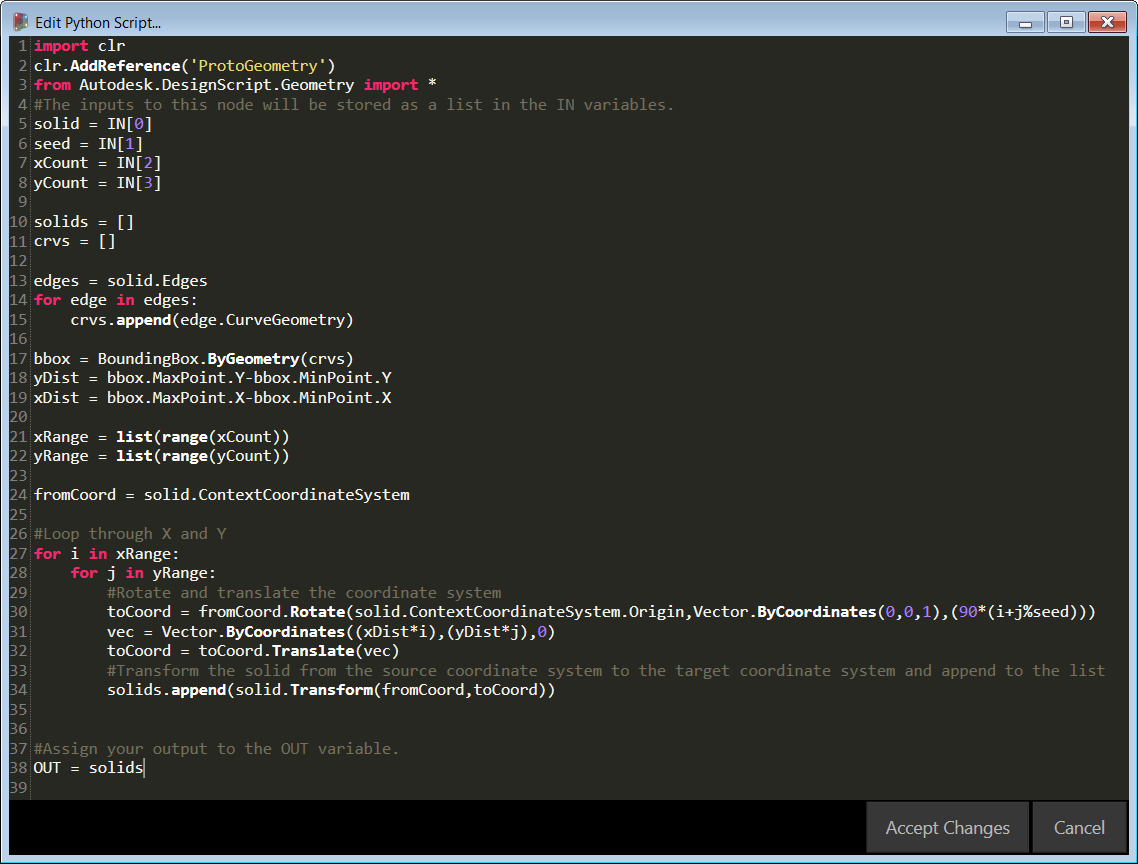 Edit Python Script...
1 import clr
2 clr.AddReference('ProtoGeometry')
3 from Autodesk.DesignScript.Geometry import *
4 #The inputs to this node will be stored as a list in the IN variables.
5 solid = IN[0]
6 seed = IN[1]
7 xCount = IN[2]
8 yCount = IN[3]
9
10 solids = []
11 crvs = []
12
13 edges = solid.Edges
14 for edge in edges:
15     crvs.append(edge.CurveGeometry)
16
17 bbox = BoundingBox.ByGeometry(crvs)
18 yDist = bbox.MaxPoint.Y-bbox.MinPoint.Y
19 xDist = bbox.MaxPoint.X-bbox.MinPoint.X
20
21 xRange = list(range(xCount))
22 yRange = list(range(yCount))
23
24 fromCoord = solid.ContextCoordinateSystem
25
26 #Loop through X and Y
27 for i in xRange:
28     for j in yRange:
29         #Rotate and translate the coordinate system
30         toCoord = fromCoord.Rotate(solid.ContextCoordinateSystem.Origin,Vector.ByCoordinates(0,0,1),(90*(i+j%seed)))
31         vec = Vector.ByCoordinates((xDist*i),(yDist*j),0)
32         toCoord = toCoord.Translate(vec)
33         #Transform the solid from the source coordinate system to the target coordinate system and append to the list
34         solids.append(solid.Transform(fromCoord,toCoord))
35
36
37 #Assign your output to the OUT variable.
38 OUT = solids
39
Accept Changes
Cancel